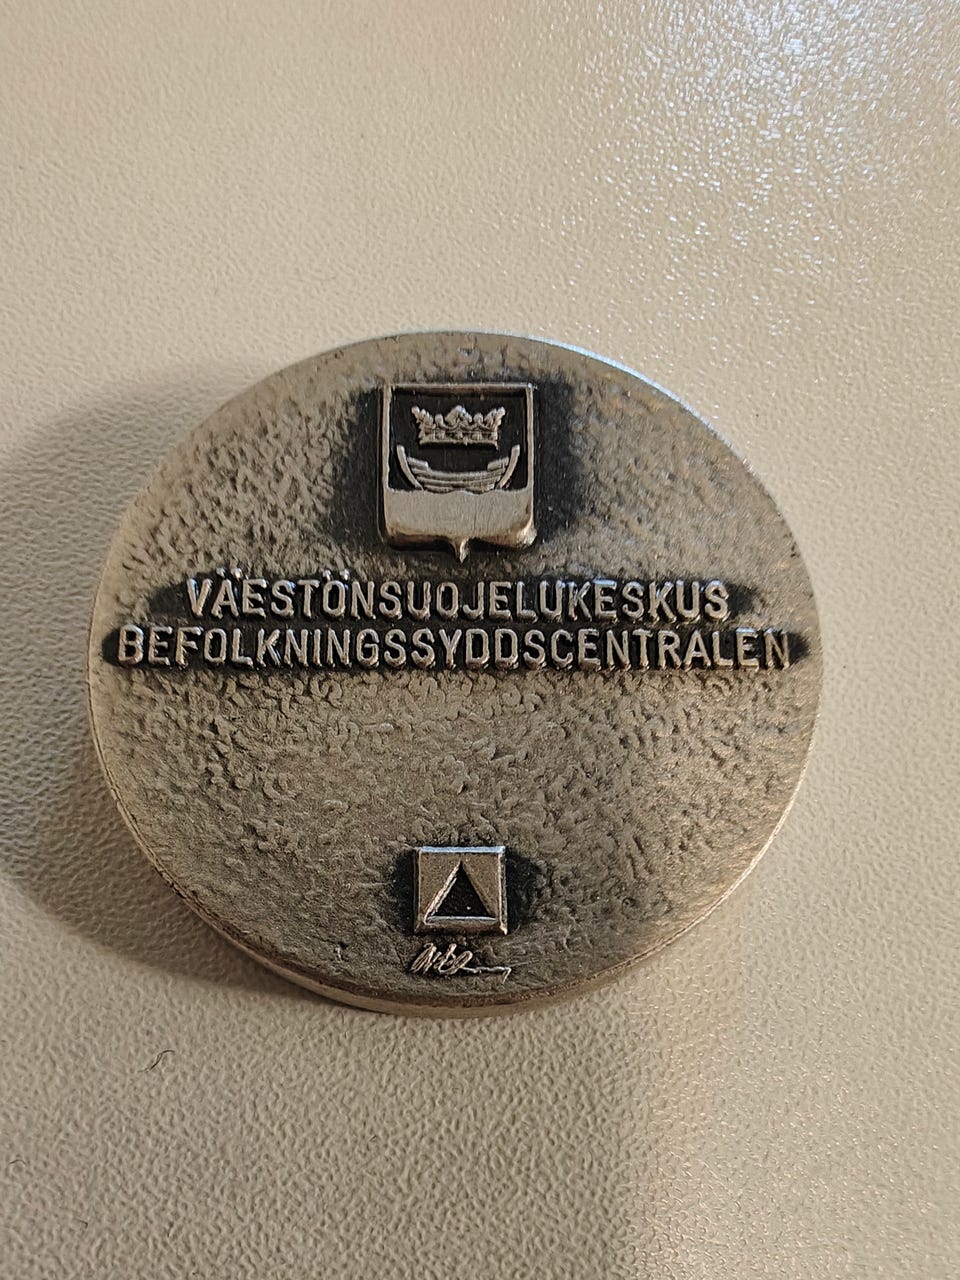 VÄESTÖNSUOJELUKESKUS
BEFOLKNINGSSYDDSCENTRALEN